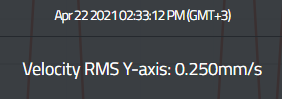 Apr 22 2021 02:33:12 PM (GMT+3)
Velocity RMS Y-axis: 0.250mm/s